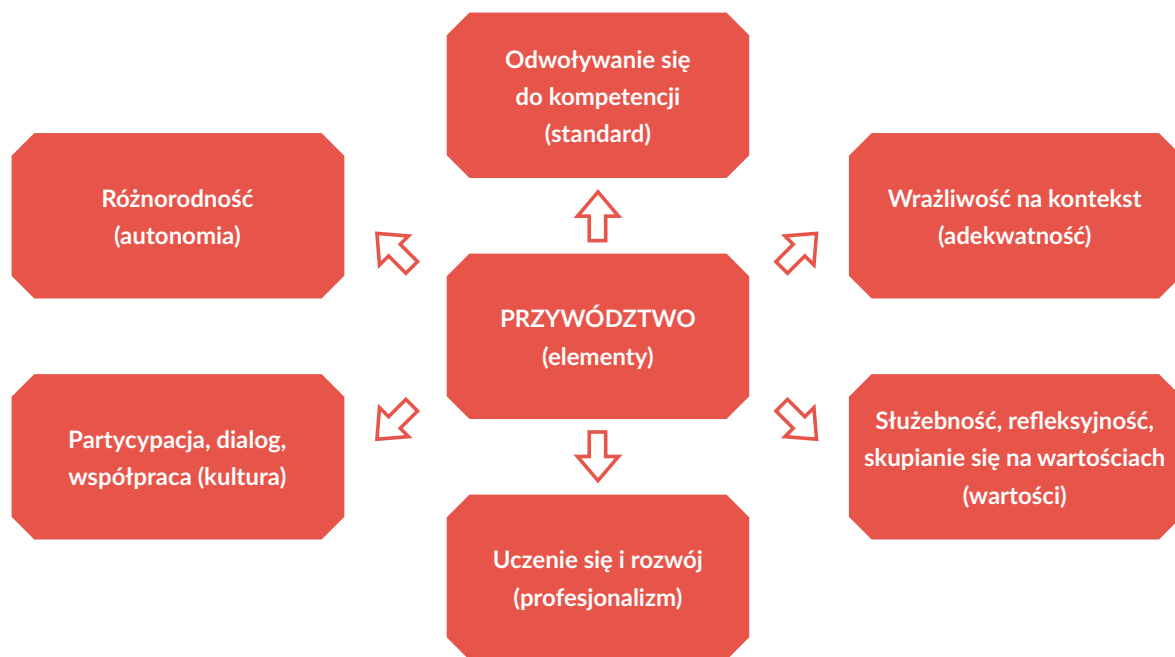 Odwoływanie się
do kompetencji
(standard)
Różnorodność
(autonomia)
Wrażliwość na kontekst
(adekwatność)
PRZYWÓDZTWO
(elementy)
Partycypacja, dialog,
współpraca (kultura)
Służebność, refleksyjność,
skupianie się na wartościach
(wartości)
Uczenie się i rozwój
(profesjonalizm)